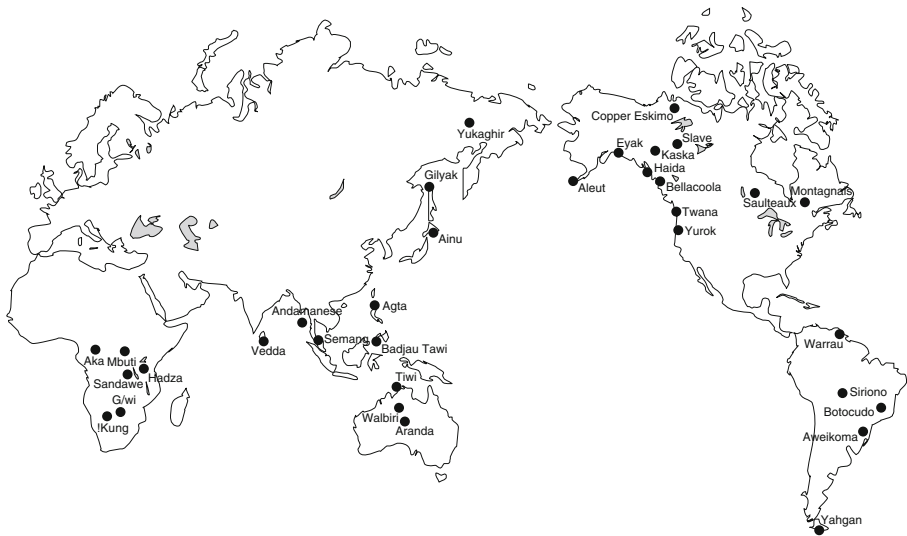 Copper Eskimo
Yukaghir
Slave
Eyak
Kaska
Haida
Gilyak
Aleut
Bellacoola
Montagnais
Saulteaux
Twana
Yurok
Ainu
Andamanese
Agta
Semang
Vedda
Badjau Tawi
Warrau
Aka
Mbuti
Hadza
Sandawe
Tiwi
Siriono
G/wi
Botocudo
Walbiri
!Kung
Aranda
Aweikoma
Yahgan